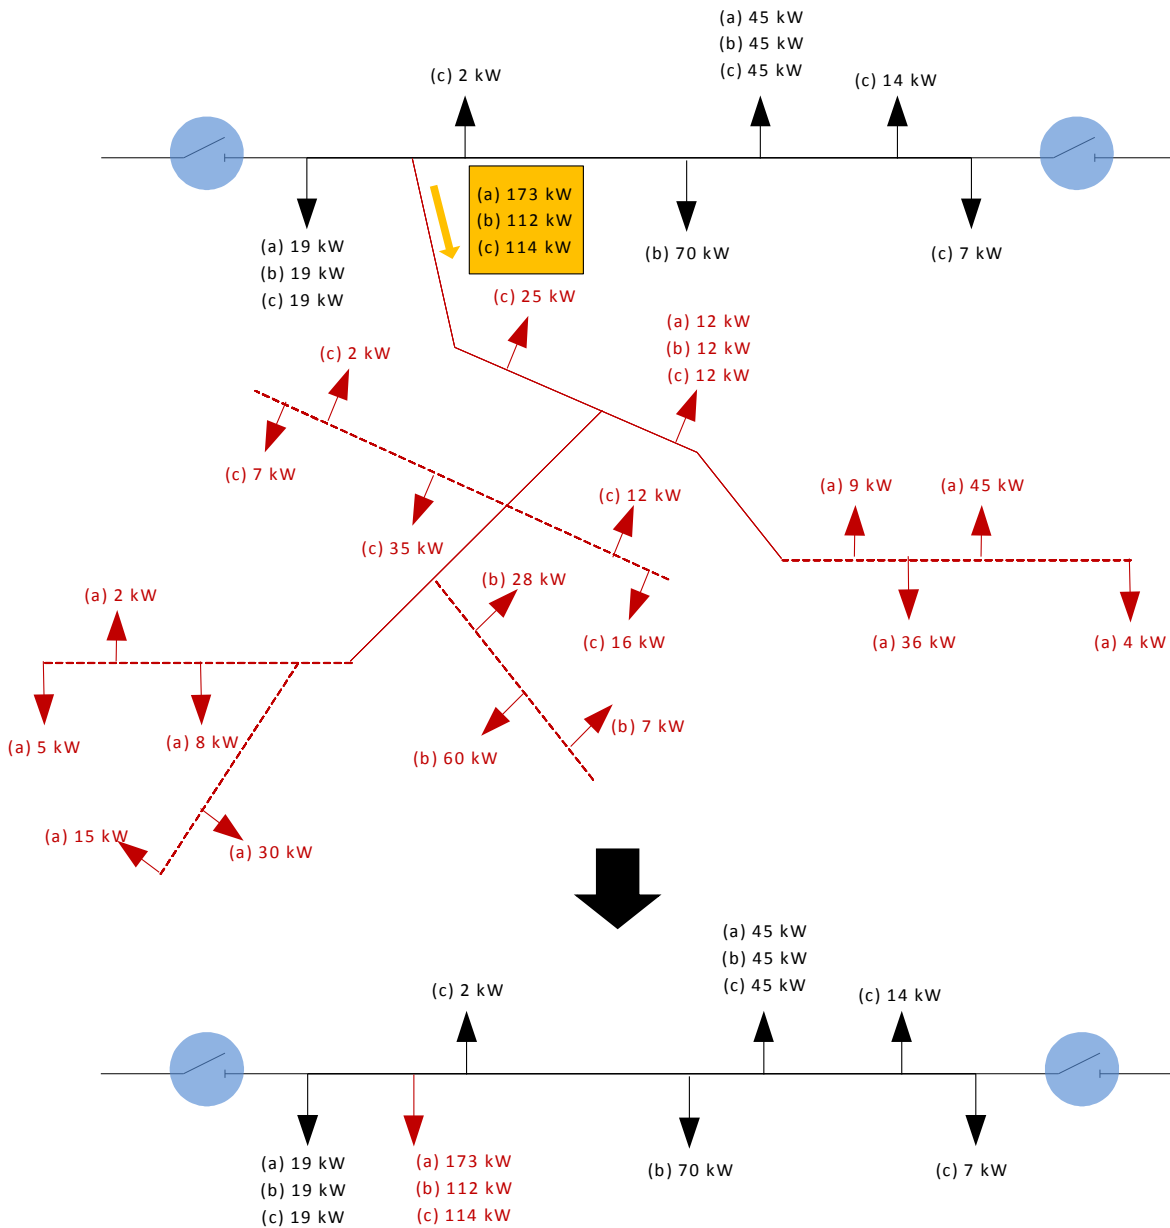 (a) 45 kW
(b) 45 kW
(c) 45 kW
(c) 2 kW
(c) 14 kW
(a) 19 kW
(b) 19 kW
(c) 19 kW
(a) 173 kW
(b) 112 kW
(c) 114 kW
(b) 70 kW
(c) 7 kW
(c) 25 kW
(a) 12 kW
(b) 12 kW
(c) 12 kW
(c) 2 kW
(c) 7 kW
(c) 35 kW
(c) 12 kW
(c) 16 kW
(a) 9 kW
(a) 45 kW
(a) 36 kW
(a) 4 kW
(b) 28 kW
(b) 60 kW
(b) 7 kW
(a) 2 kW
(a) 5 kW
(a) 8 kW
(a) 15 kW
(a) 30 kW
(a) 45 kW
(b) 45 kW
(c) 45 kW
(c) 2 kW
(c) 14 kW
(a) 19 kW
(b) 19 kW
(c) 19 kW
(a) 173 kW
(b) 112 kW
(c) 114 kW
(b) 70 kW
(c) 7 kW